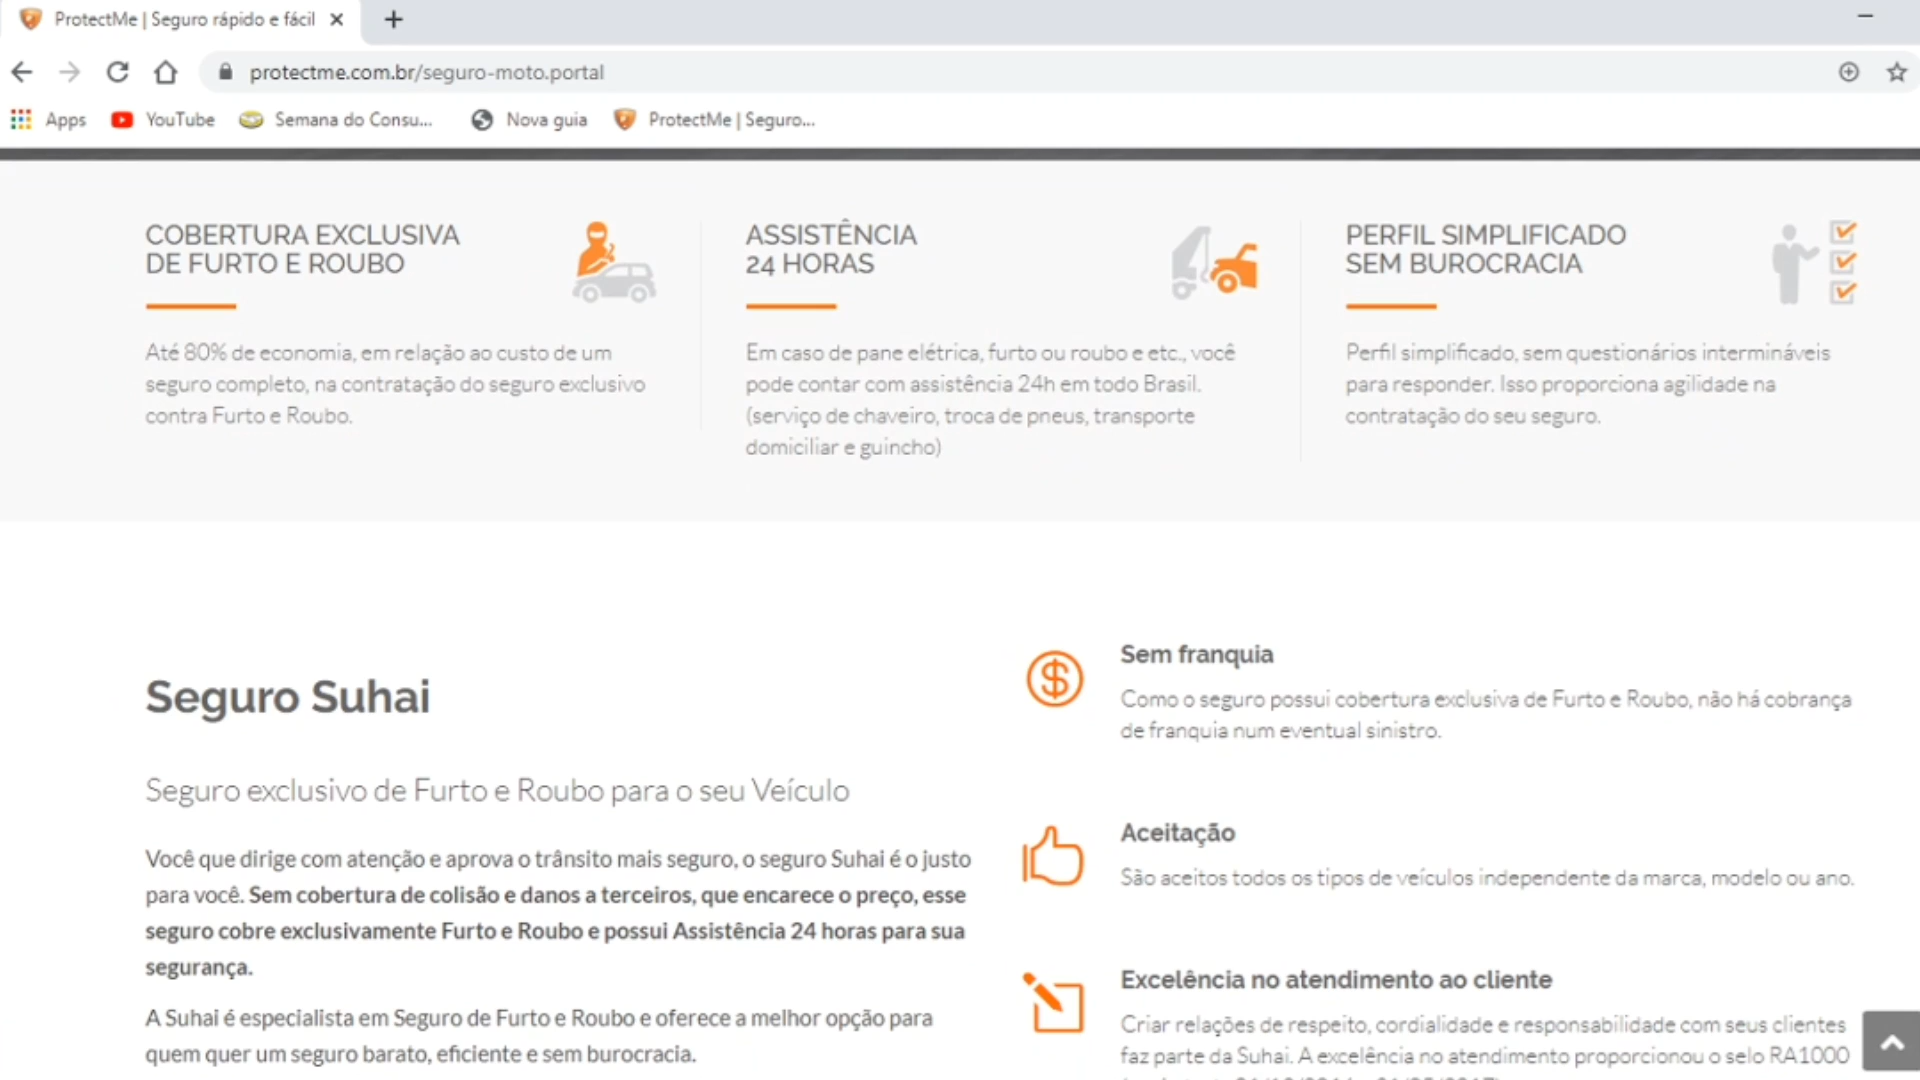 ProtectMe | Seguro rápido e fácil
protectme.com.br/seguro-moto.portal
Apps YouTube Semana do Consu... Nova guia ProtectMe | Seguro...
COBERTURA EXCLUSIVA
DE FURTO E ROUBO
Até 80% de economia, em relação ao custo de um
seguro completo, na contratação do seguro exclusivo
contra Furto e Roubo.
ASSISTÊNCIA
24 HORAS
Em caso de pane elétrica, furto ou roubo e etc., você
pode contar com assistência 24h em todo Brasil.
(serviço de chaveiro, troca de pneus, transporte
domiciliar e guincho)
PERFIL SIMPLIFICADO
SEM BUROCRACIA
Perfil simplificado, sem questionários intermináveis
para responder. Isso proporciona agilidade na
contratação do seu seguro.
Seguro Suhai
Seguro exclusivo de Furto e Roubo para o seu Veículo
Você que dirige com atenção e aprova o trânsito mais seguro, o seguro Suhai é o justo
para você. Sem cobertura de colisão e danos a terceiros, que encarece o preço, esse
seguro cobre exclusivamente Furto e Roubo e possui Assistência 24 horas para sua
segurança.
A Suhai é especialista em Seguro de Furto e Roubo e oferece a melhor opção para
quem quer um seguro barato, eficiente e sem burocracia.
Sem franquia
Como o seguro possui cobertura exclusiva de Furto e Roubo, não há cobrança
de franquia num eventual sinistro.
Aceitação
São aceitos todos os tipos de veículos independente da marca, modelo ou ano.
Excelência no atendimento ao cliente
Criar relações de respeito, cordialidade e responsabilidade com seus clientes
faz parte da Suhai. A excelência no atendimento proporcionou o selo RA1000